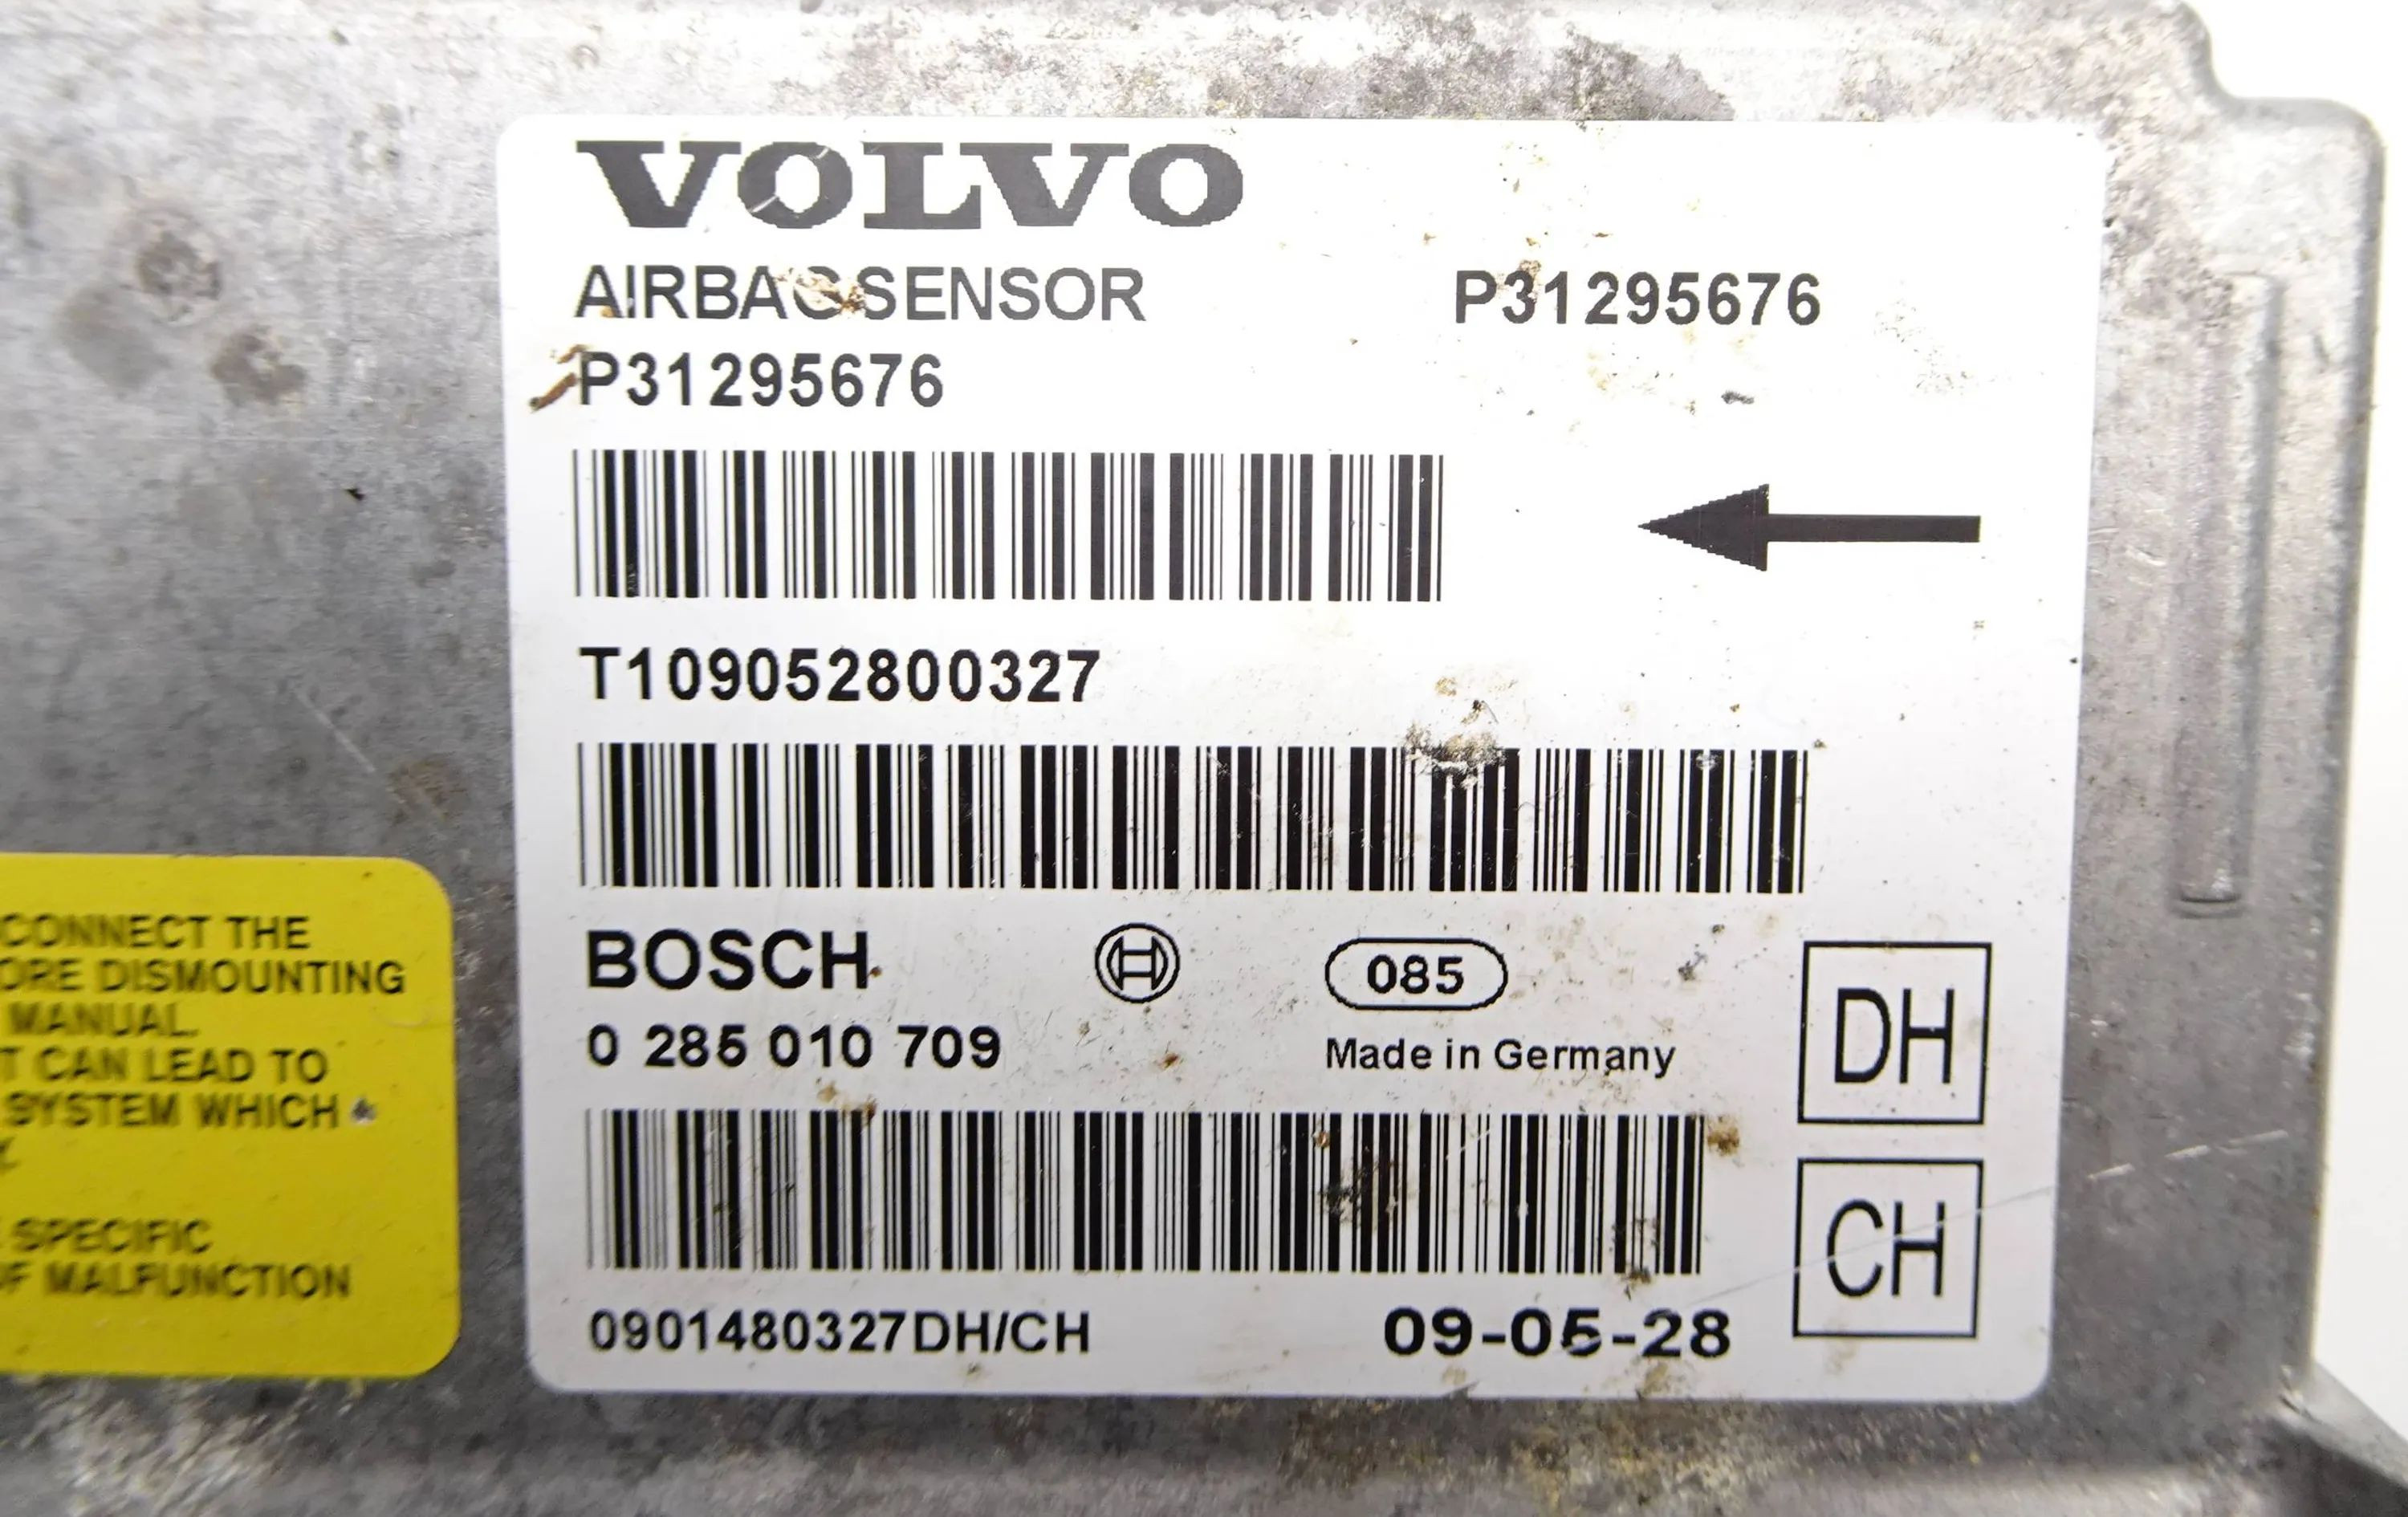 VOLVO
AIRBAG SENSOR P31295676
P31295676
T109052800327
BOSCH 085
0 285 010 709 Made in Germany
DH
CH
0901480327DH/CH 09-05-28
CONNECT THE
ORE DISMOUNTING
MANUAL.
T CAN LEAD TO
SYSTEM WHICH
SPECIFIC
OF MALFUNCTION